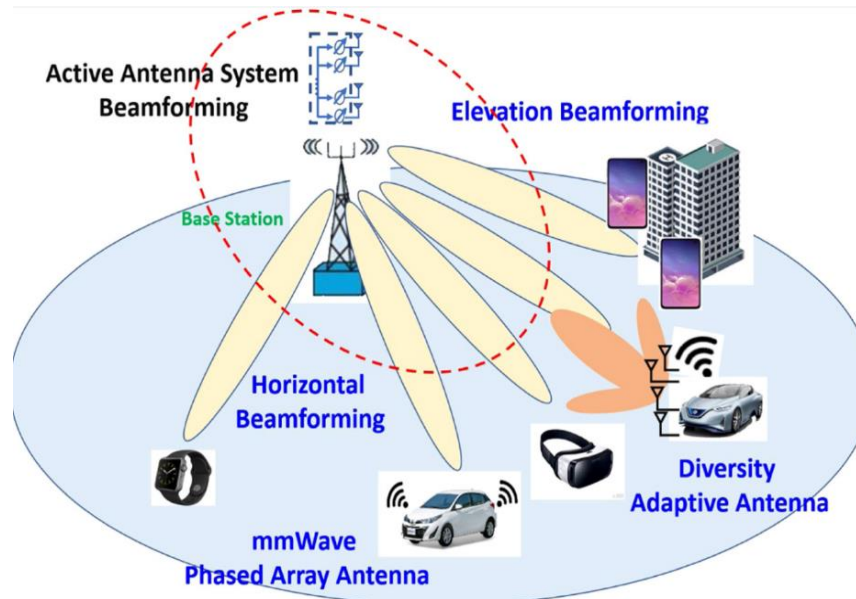 Active Antenna System
Beamforming
Elevation Beamforming
Base Station
Horizontal
Beamforming
Diversity
Adaptive Antenna
mmWave
Phased Array Antenna